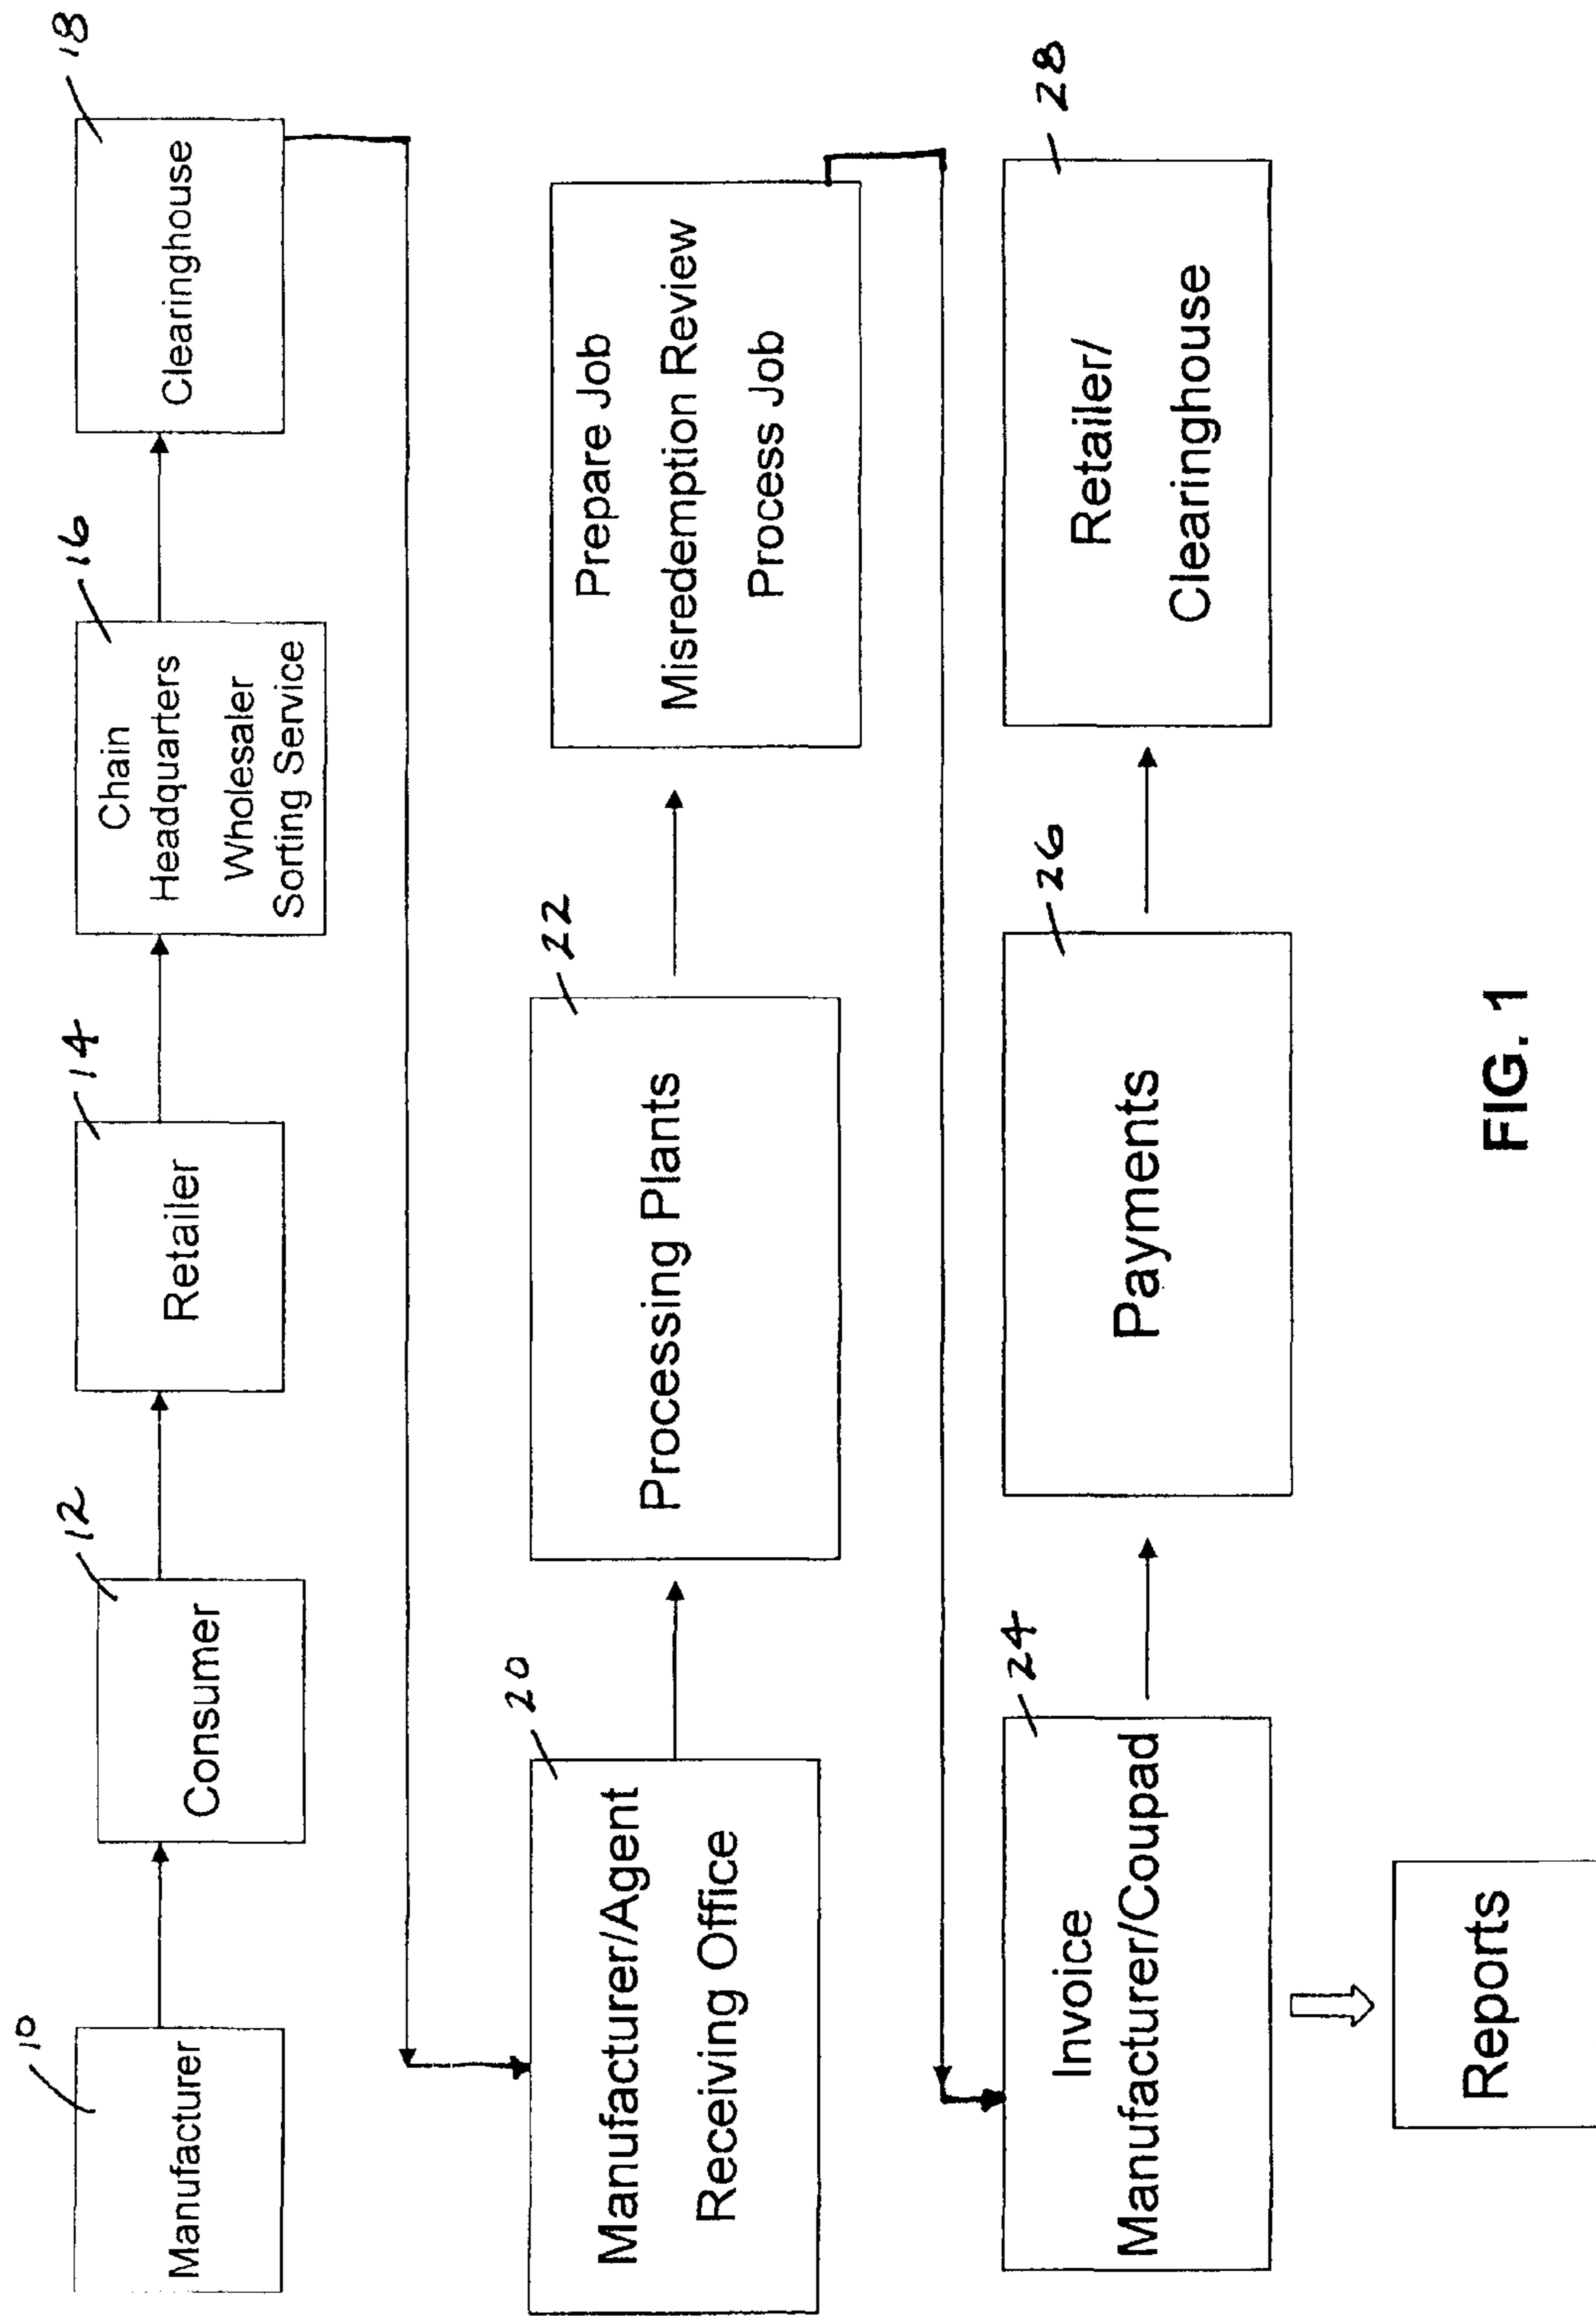 10
Manufacturer
12
Consumer
14
Retailer
16
Chain
Headquarters
Wholesaler
Sorting Service
18
Clearinghouse
20
Manufacturer/Agent
Receiving Office
22
Processing Plants
Prepare Job
Misredemption Review
Process Job
24
Invoice
Manufacturer/Coupad
26
Payments
28
Retailer/
Clearinghouse
Reports
FIG. 1